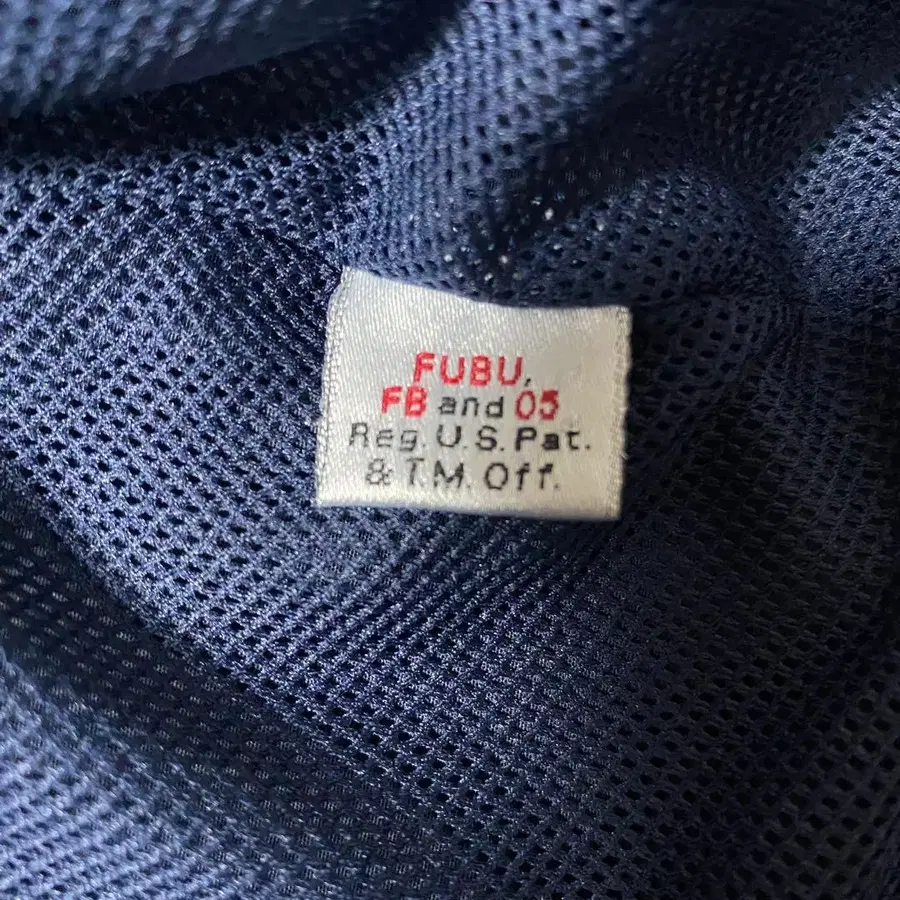 FUBU,
FB and 05
Reg. U.S. Pat.
& T.M. Off.